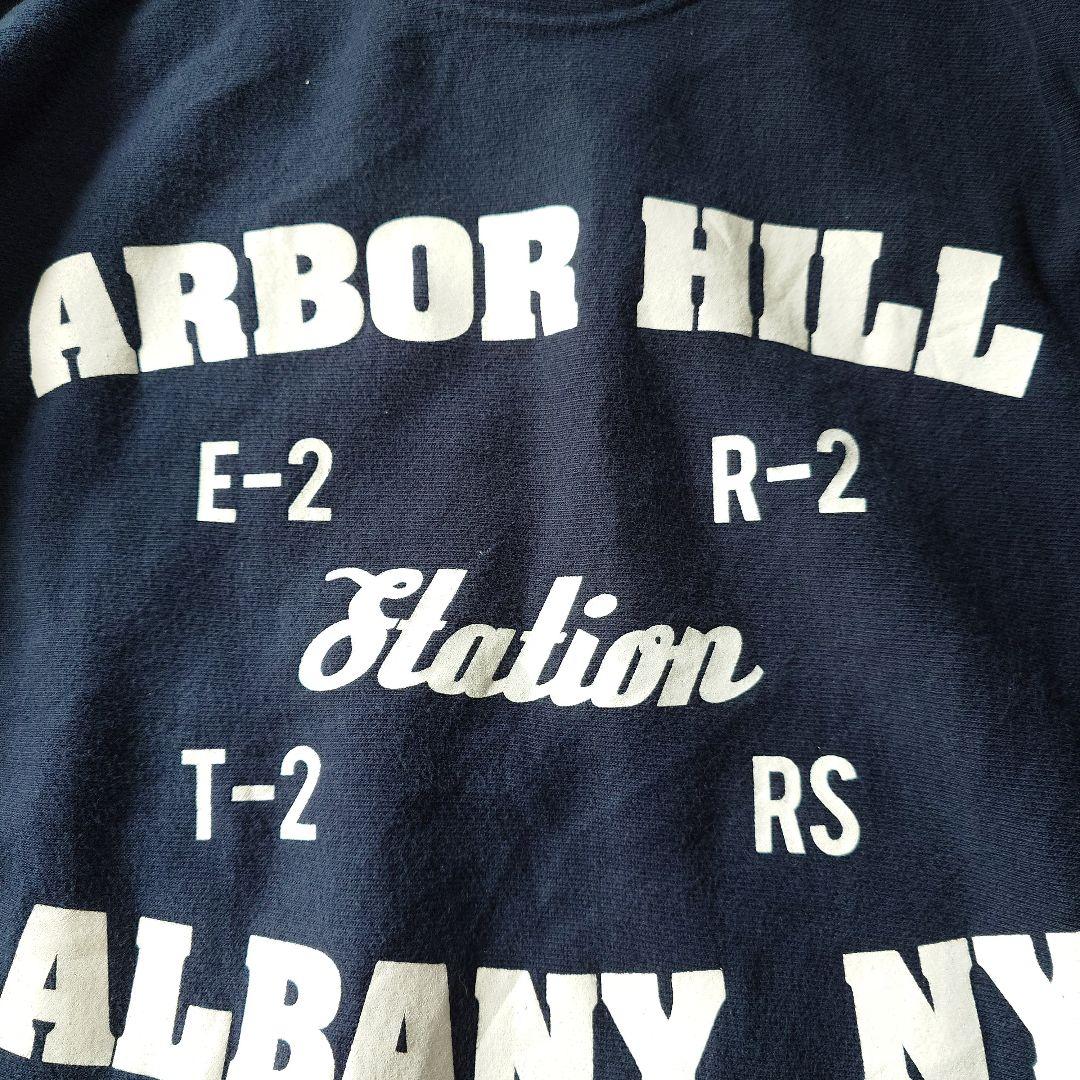 ARBOR HILL
E-2 R-2
Station
T-2 RS
ALBANY, NY